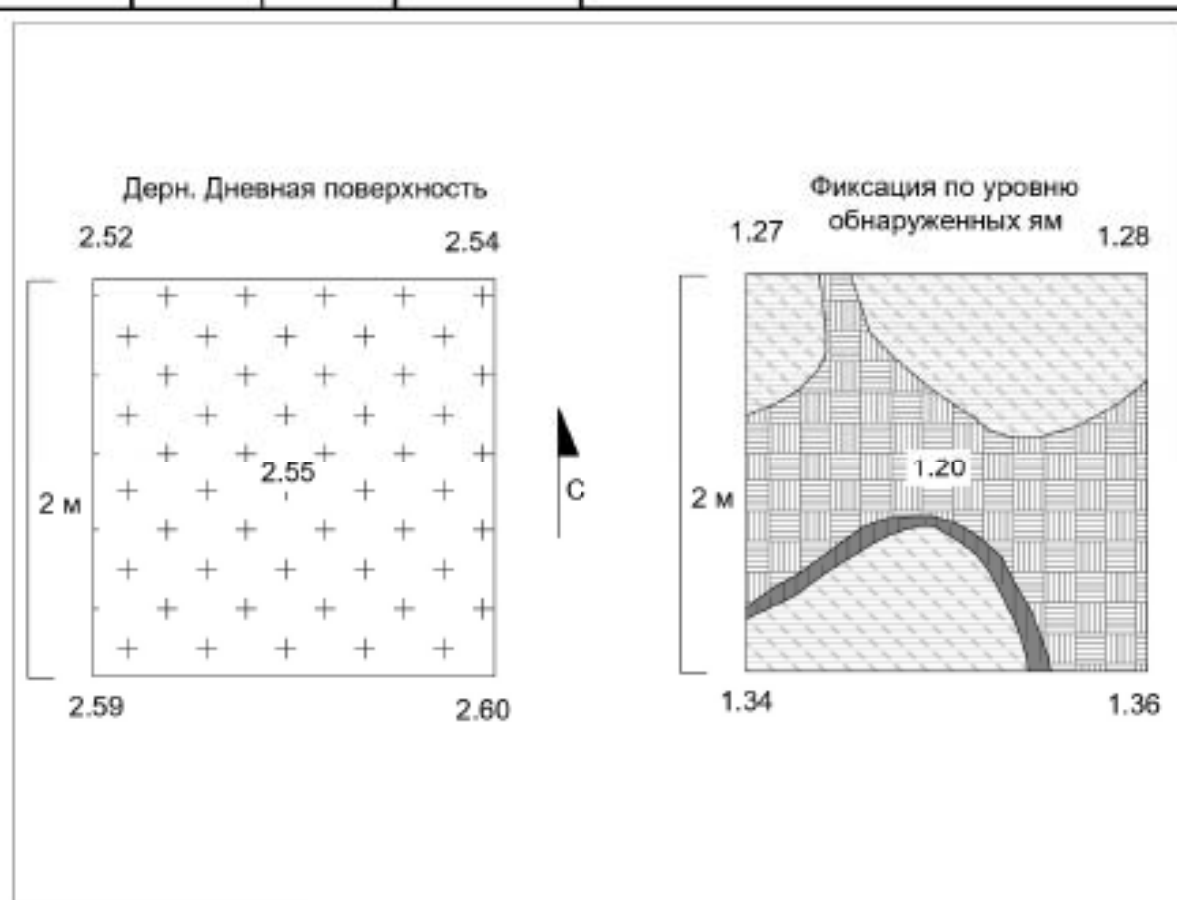 Дерн. Дневная поверхность
2.52
2.54
2.55
2 м
2.59
2.60
С
Фиксация по уровню
обнаруженных ям
1.27
1.28
1.20
2 м
1.34
1.36